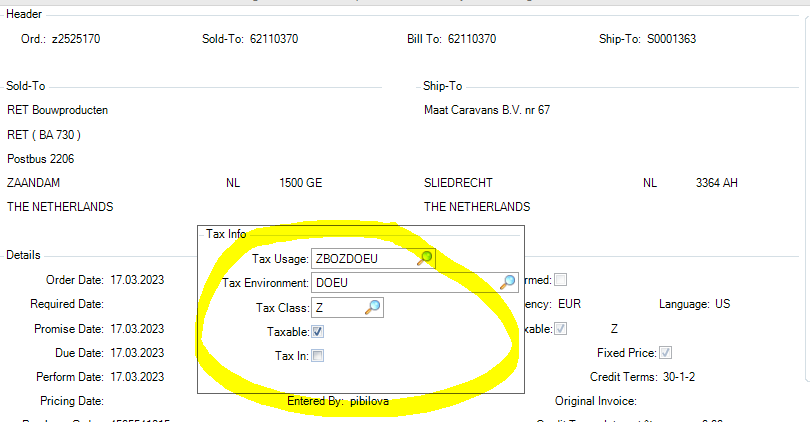 Header
Ord.: z2525170 Sold-To: 62110370 Bill To: 62110370 Ship-To: S0001363
Sold-To Ship-To
RET Bouwproducten Maat Caravans B.V. nr 67
RET ( BA 730 )
Postbus 2206
ZAANDAM NL 1500 GE SLIEDRECHT NL 3364 AH
THE NETHERLANDS THE NETHERLANDS
Tax Info
Details Tax Usage: ZBOZDOEU
Order Date: 17.03.2023 Tax Environment: DOEU rmed:
Required Date: Tax Class: Z ency: EUR Language: US
Promise Date: 17.03.2023 Taxable: xable: Z
Due Date: 17.03.2023 Tax In: Fixed Price:
Perform Date: 17.03.2023 Credit Terms: 30-1-2
Pricing Date: Entered By: pibilova Original Invoice: